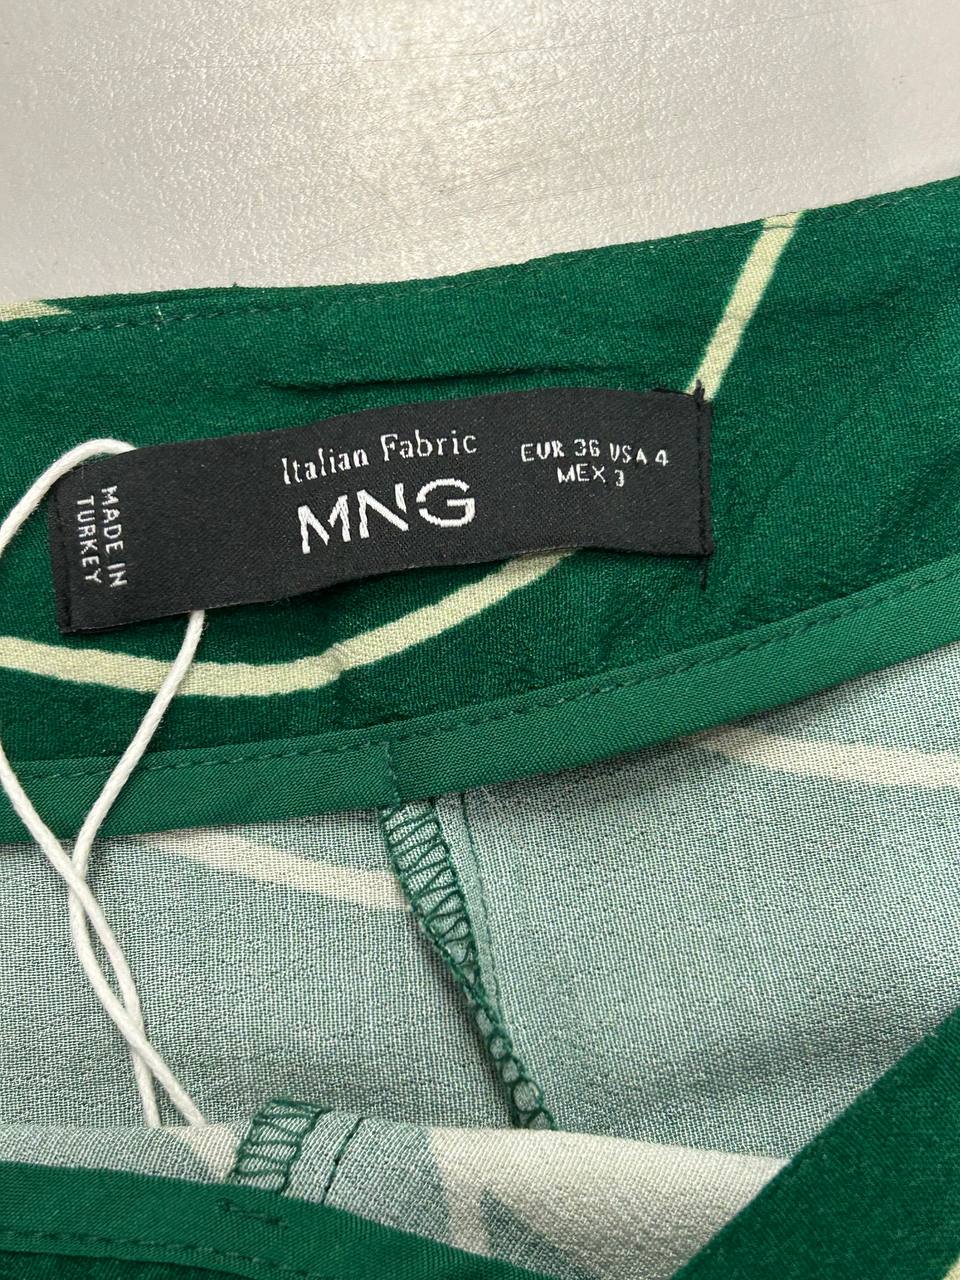 Italian Fabric
MNG
EUR 36 USA 4
MEX 3
MADE IN
TURKEY